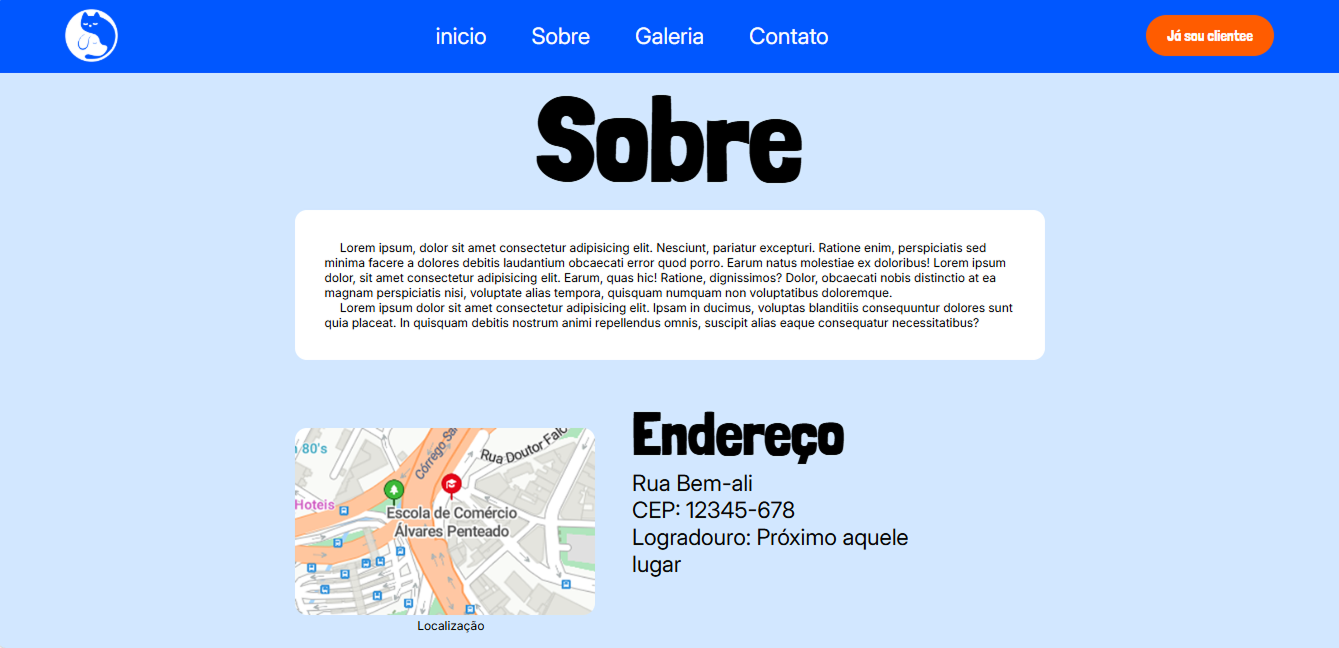 inicio
Sobre
Galeria
Contato
Já sou clientee
Sobre
Lorem ipsum, dolor sit amet consectetur adipisicing elit. Nesciunt, pariatur excepturi. Ratione enim, perspiciatis sed
minima facere a dolores debitis laudantium obcaecati error quod porro. Earum natus molestiae ex doloribus! Lorem ipsum
dolor, sit amet consectetur adipisicing elit. Earum, quas hic! Ratione, dignissimos? Dolor, obcaecati nobis distinctio at ea
magnam perspiciatis nisi, voluptate alias tempora, quisquam numquam non voluptatibus doloremque.
Lorem ipsum dolor sit amet consectetur adipisicing elit. Ipsam in ducimus, voluptas blanditiis consequuntur dolores sunt
quia placeat. In quisquam debitis nostrum animi repellendus omnis, suscipit alias eaque consequatur necessitatibus?
80's
Córrego
Rua Doutor
Hoteis
Escola de Comércio
Álvares Penteado
Localização
Endereço
Rua Bem-ali
CEP: 12345-678
Logradouro: Próximo aquele
lugar